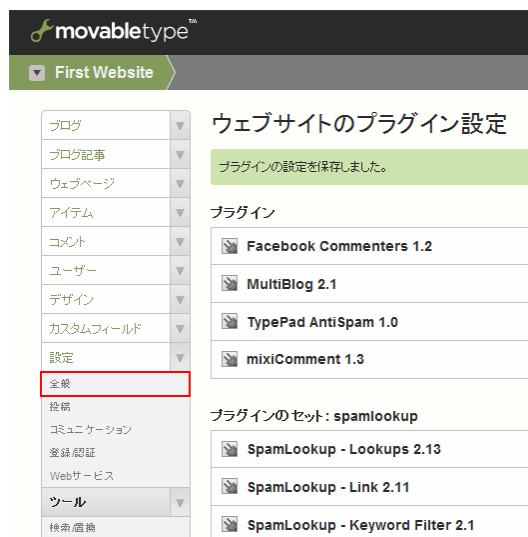 movabletype™
First Website
ブログ
ブログ記事
ウェブページ
アイテム
コメント
ユーザー
デザイン
カスタムフィールド
設定
全般
投稿
コミュニケーション
登録/認証
Webサービス
ツール
検索/置換
ウェブサイトのプラグイン設定
プラグインの設定を保存しました。
プラグイン
Facebook Commenters 1.2
MultiBlog 2.1
TypePad AntiSpam 1.0
mixiComment 1.3
プラグインのセット: spamlookup
SpamLookup - Lookups 2.13
SpamLookup - Link 2.11
SpamLookup - Keyword Filter 2.1